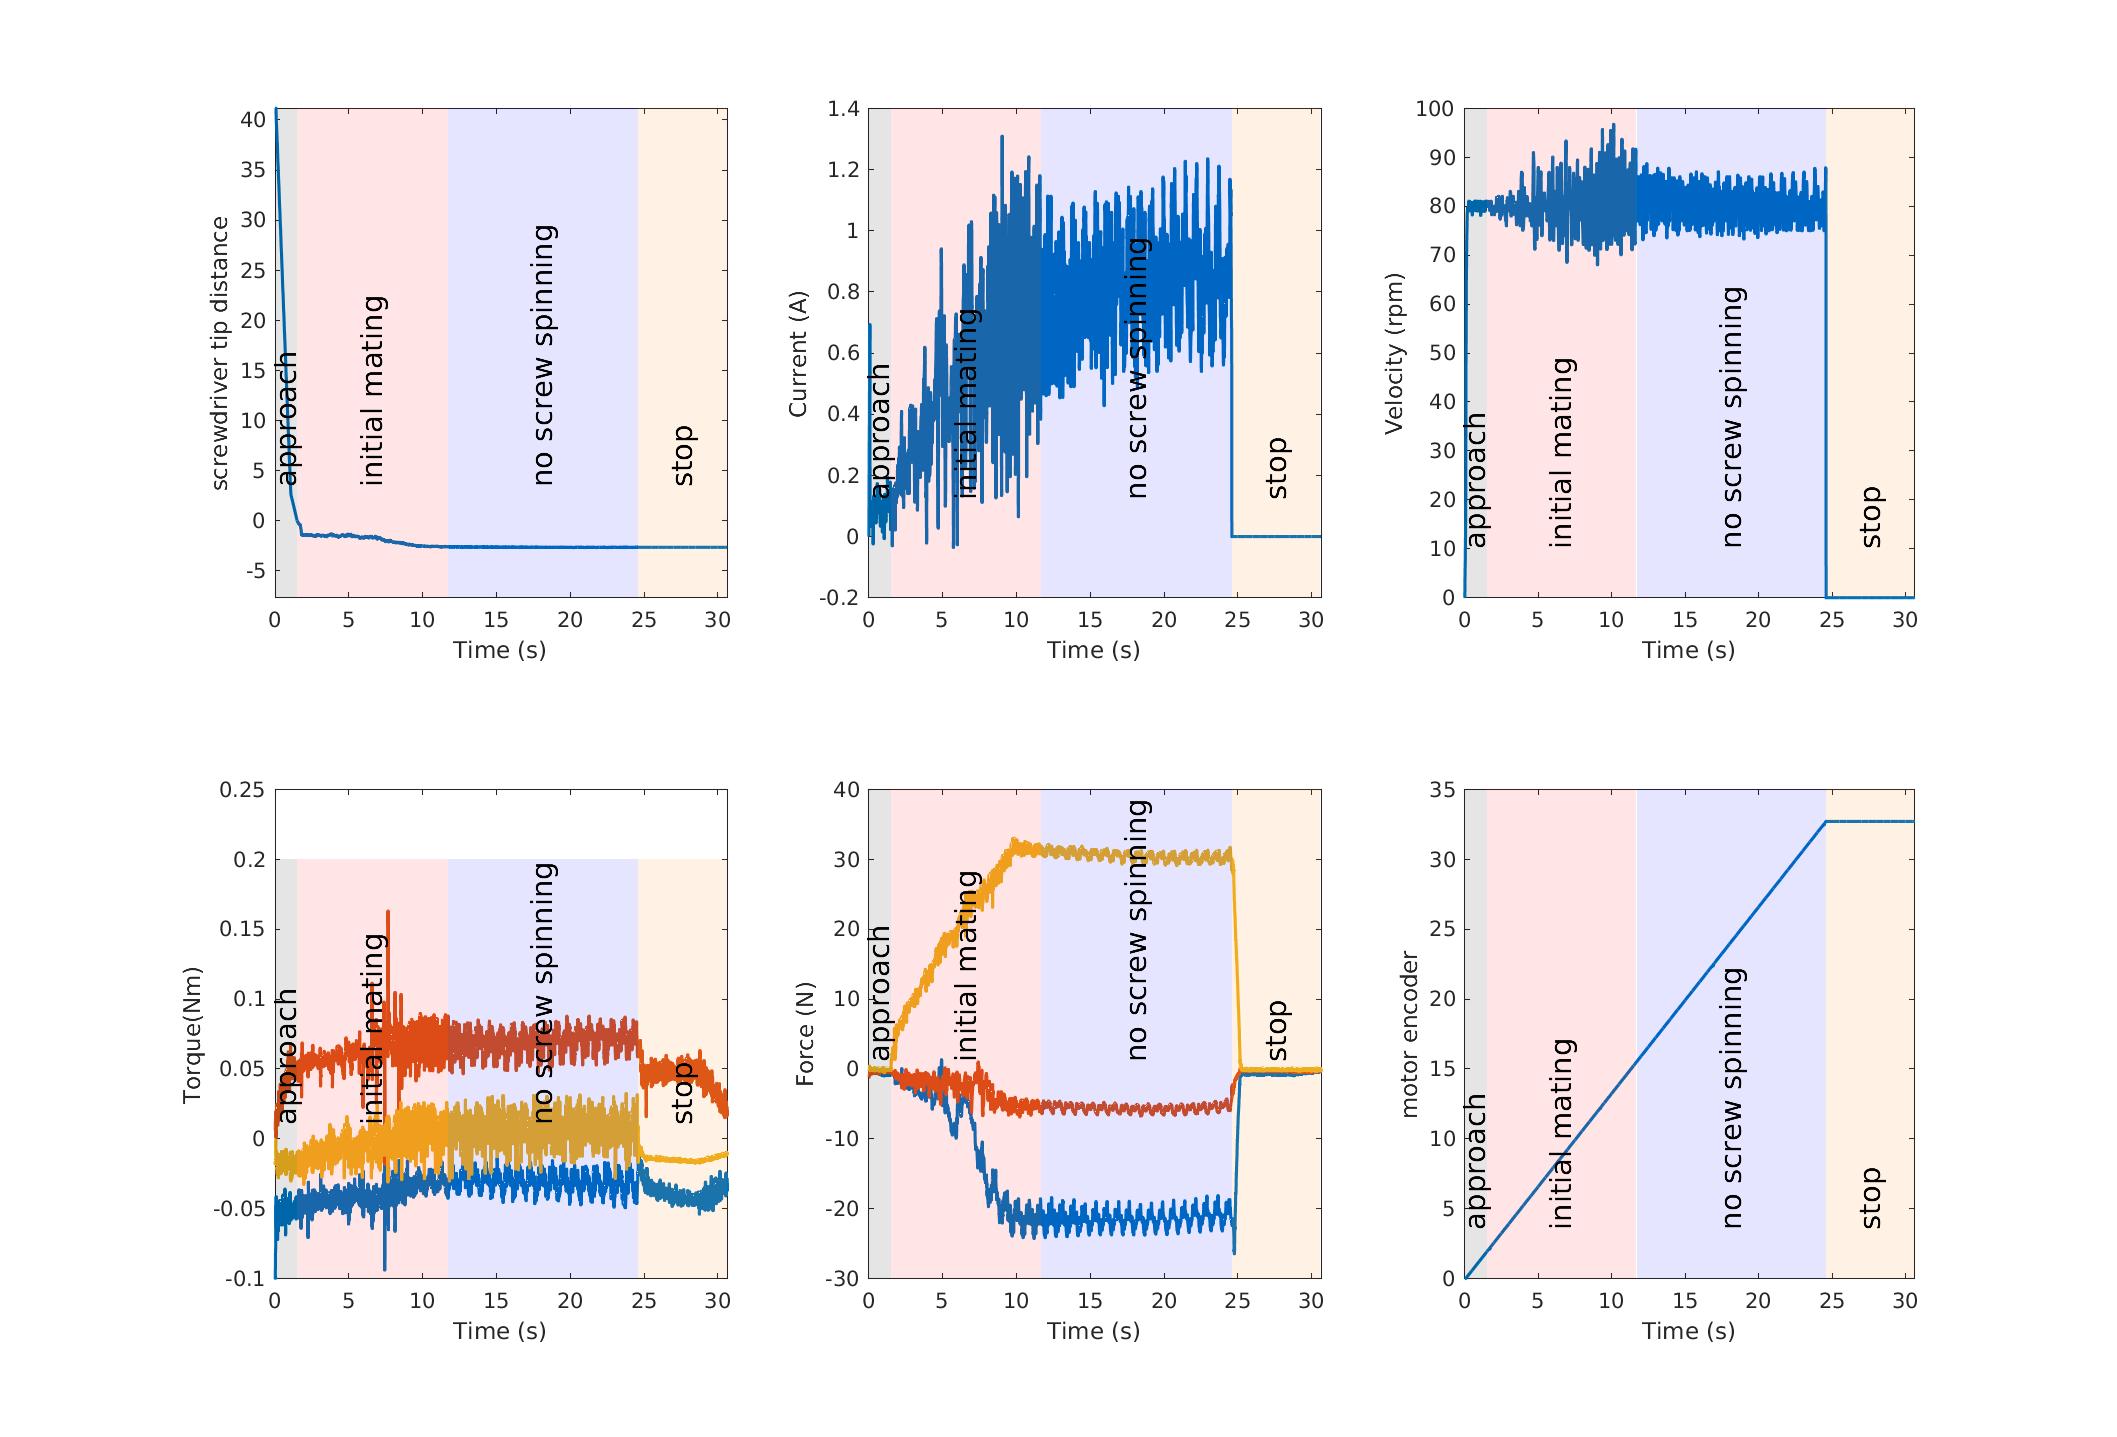 40
35
30
25
20
15
10
5
0
-5
screwdriver tip distance
approach
initial mating
no screw spinning
stop
0 5 10 15 20 25 30
Time (s)
1.4
1.2
1
0.8
0.6
0.4
0.2
0
-0.2
Current (A)
approach
initial mating
no screw spinning
stop
0 5 10 15 20 25 30
Time (s)
100
90
80
70
60
50
40
30
20
10
0
Velocity (rpm)
approach
initial mating
no screw spinning
stop
0 5 10 15 20 25 30
Time (s)
0.25
0.2
0.15
0.1
0.05
0
-0.05
-0.1
Torque(Nm)
approach
initial mating
no screw spinning
stop
0 5 10 15 20 25 30
Time (s)
40
30
20
10
0
-10
-20
-30
Force (N)
approach
initial mating
no screw spinning
stop
0 5 10 15 20 25 30
Time (s)
35
30
25
20
15
10
5
0
motor encoder
approach
initial mating
no screw spinning
stop
0 5 10 15 20 25 30
Time (s)